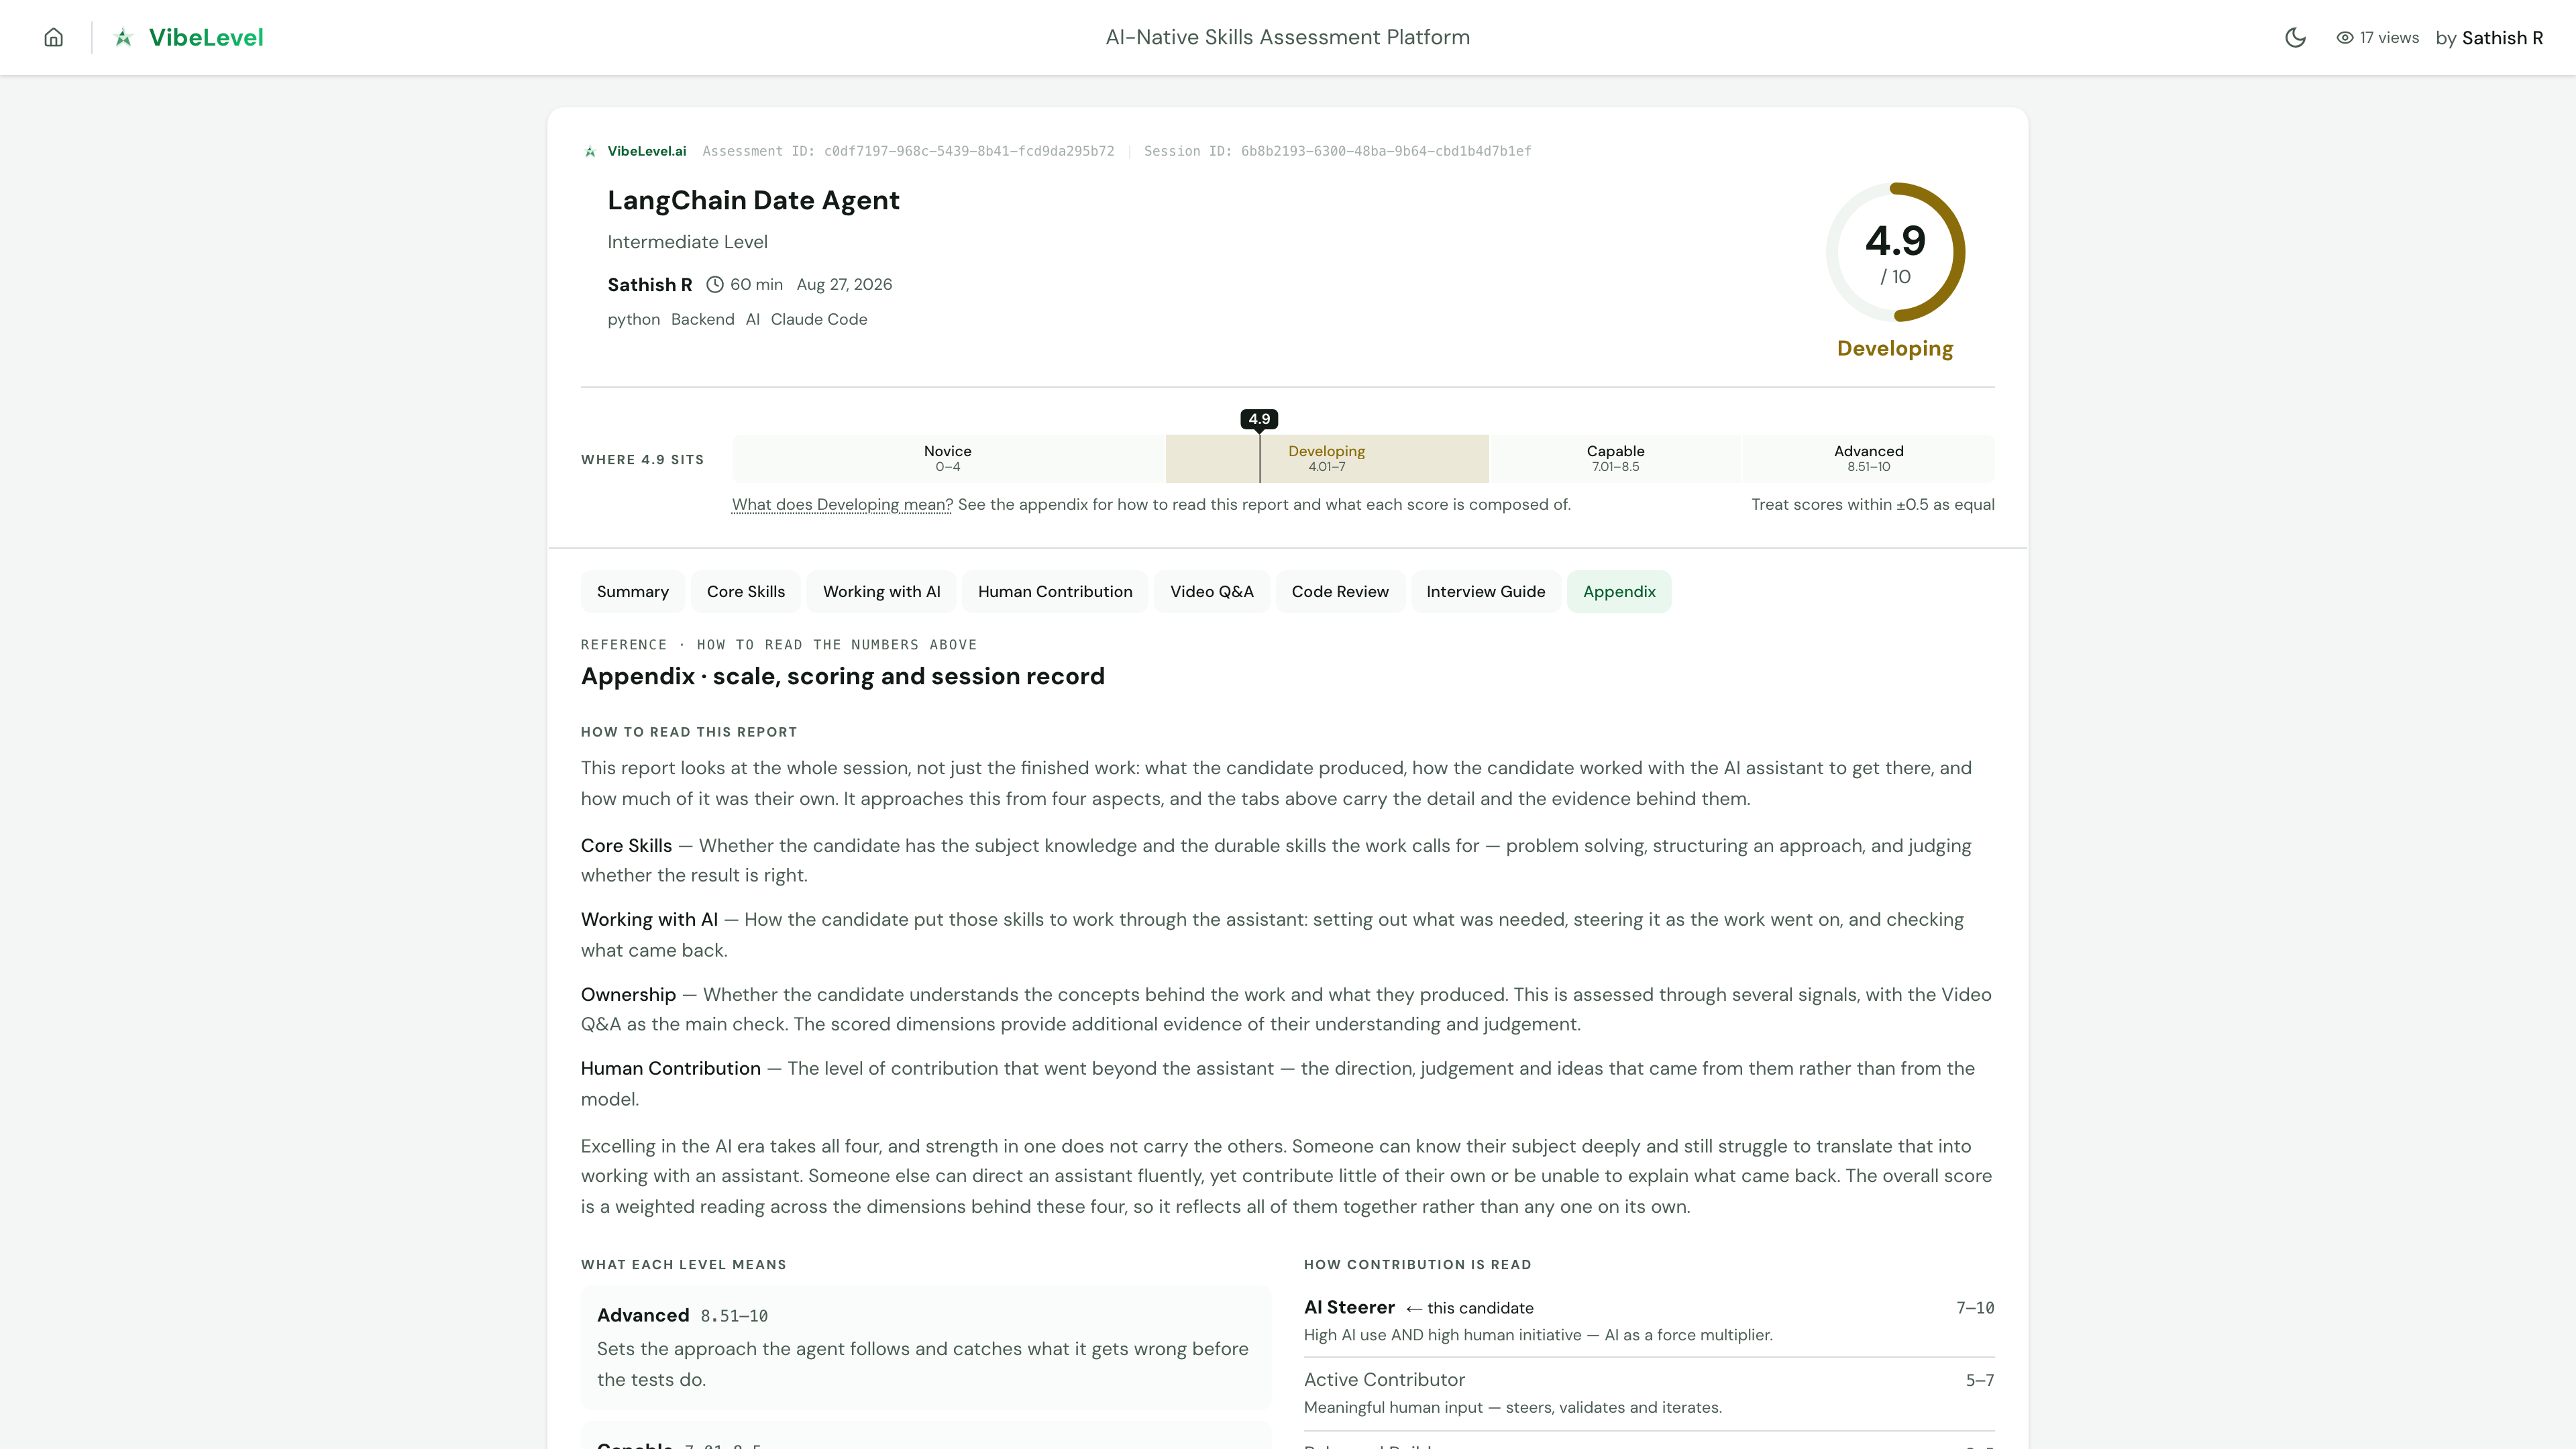 VibeLevel
AI-Native Skills Assessment Platform
17 views
by Sathish R
VibeLevel.ai
Assessment ID: c0df7197-968c-5439-8b41-fcd9da295b72
Session ID: 6b8b2193-6300-48ba-9b64-cbd1b4d7b1ef
LangChain Date Agent
Intermediate Level
Sathish R 60 min Aug 27, 2026
python Backend AI Claude Code
4.9
/ 10
Developing
WHERE 4.9 SITS
4.9
Novice
0–4
Developing
4.01–7
Capable
7.01–8.5
Advanced
8.51–10
What does Developing mean? See the appendix for how to read this report and what each score is composed of.
Treat scores within ±0.5 as equal
Summary
Core Skills
Working with AI
Human Contribution
Video Q&A
Code Review
Interview Guide
Appendix
REFERENCE · HOW TO READ THE NUMBERS ABOVE
Appendix · scale, scoring and session record
HOW TO READ THIS REPORT
This report looks at the whole session, not just the finished work: what the candidate produced, how the candidate worked with the AI assistant to get there, and
how much of it was their own. It approaches this from four aspects, and the tabs above carry the detail and the evidence behind them.
Core Skills — Whether the candidate has the subject knowledge and the durable skills the work calls for — problem solving, structuring an approach, and judging
whether the result is right.
Working with AI — How the candidate put those skills to work through the assistant: setting out what was needed, steering it as the work went on, and checking
what came back.
Ownership — Whether the candidate understands the concepts behind the work and what they produced. This is assessed through several signals, with the Video
Q&A as the main check. The scored dimensions provide additional evidence of their understanding and judgement.
Human Contribution — The level of contribution that went beyond the assistant — the direction, judgement and ideas that came from them rather than from the
model.
Excelling in the AI era takes all four, and strength in one does not carry the others. Someone can know their subject deeply and still struggle to translate that into
working with an assistant. Someone else can direct an assistant fluently, yet contribute little of their own or be unable to explain what came back. The overall score
is a weighted reading across the dimensions behind these four, so it reflects all of them together rather than any one on its own.
WHAT EACH LEVEL MEANS
Advanced 8.51–10
Sets the approach the agent follows and catches what it gets wrong before
the tests do.
HOW CONTRIBUTION IS READ
AI Steerer ← this candidate 7–10
High AI use AND high human initiative — AI as a force multiplier.
Active Contributor 5–7
Meaningful human input — steers, validates and iterates.